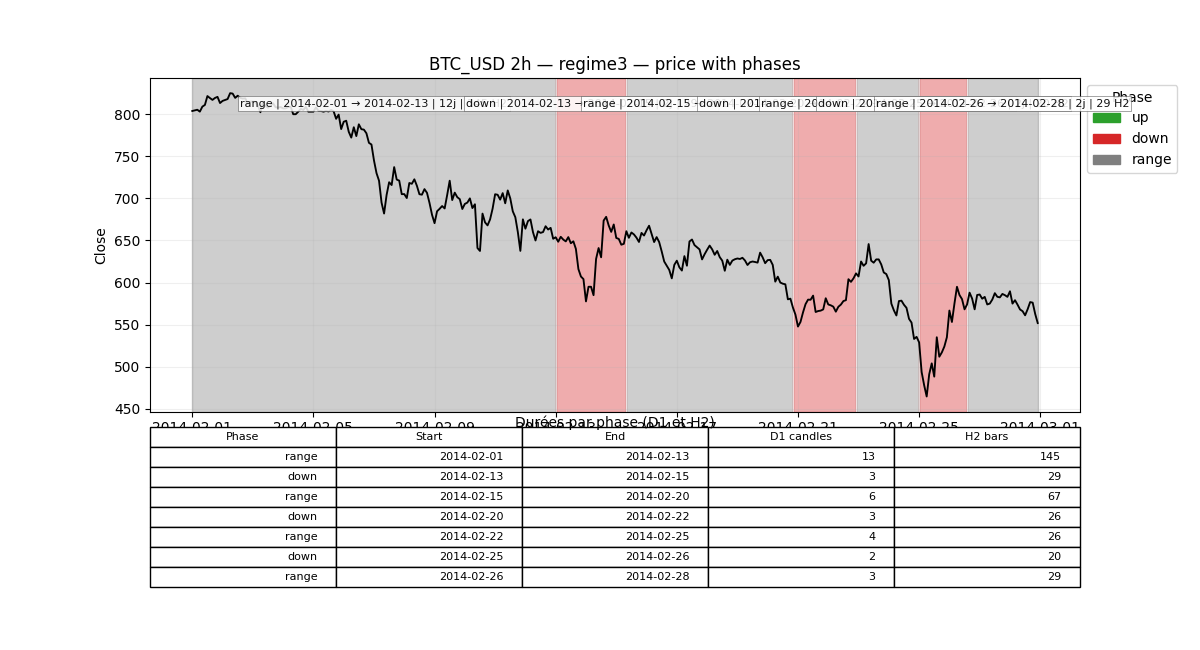 BTC_USD 2h — regime3 — price with phases
range | 2014-02-01 → 2014-02-13 | 12j | down | 2014-02-13 range | 2014-02-15 down | 201 range | 20 down | 20 range | 2014-02-26 → 2014-02-28 | 2j | 29 H2
Phase
up
down
range
Close
800
750
700
650
600
550
500
450
2014-02-01 2014-02-05 2014-02-09 2014-02-17 2014-02-21 2014-02-25 2014-03-01
Durées par phase (D1 et H2)
Phase Start End D1 candles H2 bars
range 2014-02-01 2014-02-13 13 145
down 2014-02-13 2014-02-15 3 29
range 2014-02-15 2014-02-20 6 67
down 2014-02-20 2014-02-22 3 26
range 2014-02-22 2014-02-25 4 26
down 2014-02-25 2014-02-26 2 20
range 2014-02-26 2014-02-28 3 29